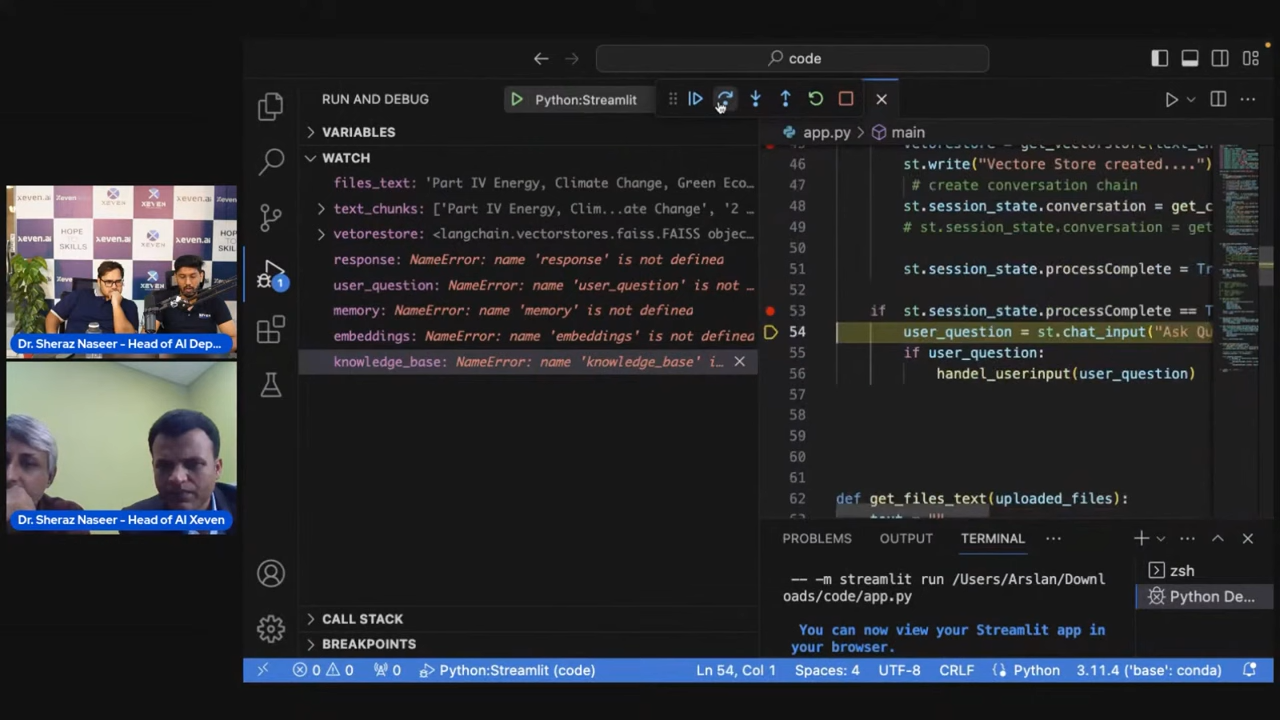 code
RUN AND DEBUG
Python:Streamlit
VARIABLES
WATCH
files_text: 'Part IV Energy, Climate Change, Green Eco…
text_chunks: ['Part IV Energy, Clim...ate Change', '2 …
vetorestore: <langchain.vectorstores.faiss.FAISS objec…
response: NameError: name 'response' is not defined
user_question: NameError: name 'user_question' is not …
memory: NameError: name 'memory' is not defined
embeddings: NameError: name 'embeddings' is not defined
knowledge_base: NameError: name 'knowledge_base' i…
CALL STACK
BREAKPOINTS
app.py > main
46 st.write("Vectore Store created....")
47 # create conversation chain
48 st.session_state.conversation = get_c
49 # st.session_state.conversation = get
50
51 st.session_state.processComplete = Tr
52
53 if st.session_state.processComplete == T
54 user_question = st.chat_input("Ask Qu
55 if user_question:
56 handel_userinput(user_question)
57
58
59
60
61
62 def get_files_text(uploaded_files):
PROBLEMS OUTPUT TERMINAL
-- -m streamlit run /Users/Arslan/Downl
oads/code/app.py
You can now view your Streamlit app in
your browser.
zsh
Python De...
1
0 0 0 Python:Streamlit (code) Ln 54, Col 1 Spaces: 4 UTF-8 CRLF Python 3.11.4 ('base': conda)
xeven.ai
XEVEN
HOPE TO SKILLS
Dr. Sheraz Naseer - Head of AI Dep...
Dr. Sheraz Naseer - Head of AI Xeven